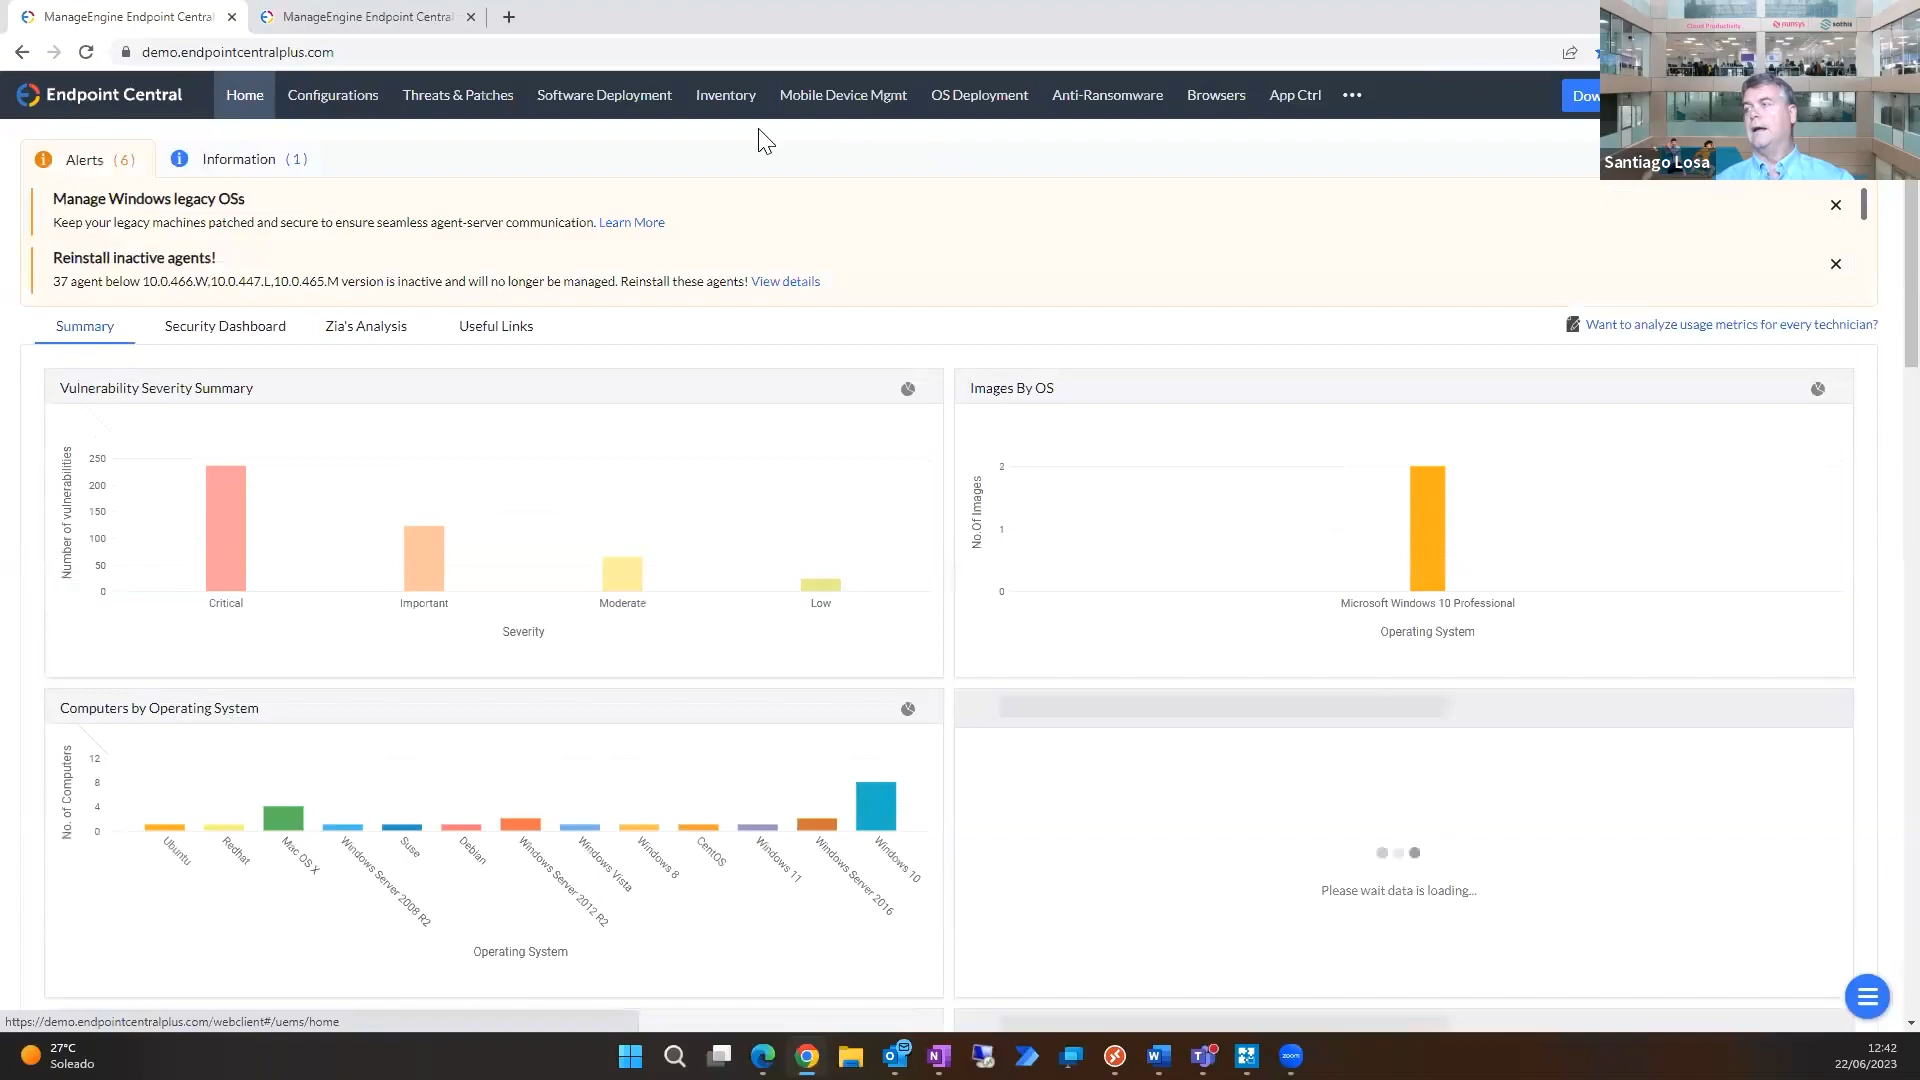 ManageEngine Endpoint Central
ManageEngine Endpoint Central
demo.endpointcentralplus.com
Cloud Productivity
nunsys
sothis
Endpoint Central
Home
Configurations
Threats & Patches
Software Deployment
Inventory
Mobile Device Mgmt
OS Deployment
Anti-Ransomware
Browsers
App Ctrl
Dow
Santiago Losa
Alerts (6)
Information (1)
Manage Windows legacy OSs
Keep your legacy machines patched and secure to ensure seamless agent-server communication. Learn More
Reinstall inactive agents!
37 agent below 10.0.466.W,10.0.447.L,10.0.465.M version is inactive and will no longer be managed. Reinstall these agents! View details
Summary
Security Dashboard
Zia's Analysis
Useful Links
Want to analyze usage metrics for every technician?
Vulnerability Severity Summary
Number of vulnerabilities
250
200
150
100
50
0
Critical
Important
Moderate
Low
Severity
Images By OS
No.Of Images
2
1
0
Microsoft Windows 10 Professional
Operating System
Computers by Operating System
No. of Computers
12
8
4
0
Ubuntu
Redhat
Mac OS X
Windows Server 2008 R2
Suse
Debian
Windows Server 2012 R2
Windows Vista
Windows 8
CentOS
Windows 11
Windows Server 2016
Windows 10
Operating System
Please wait data is loading...
https://demo.endpointcentralplus.com/webclient#/uems/home
27°C
Soleado
zoom
12:42
22/06/2023